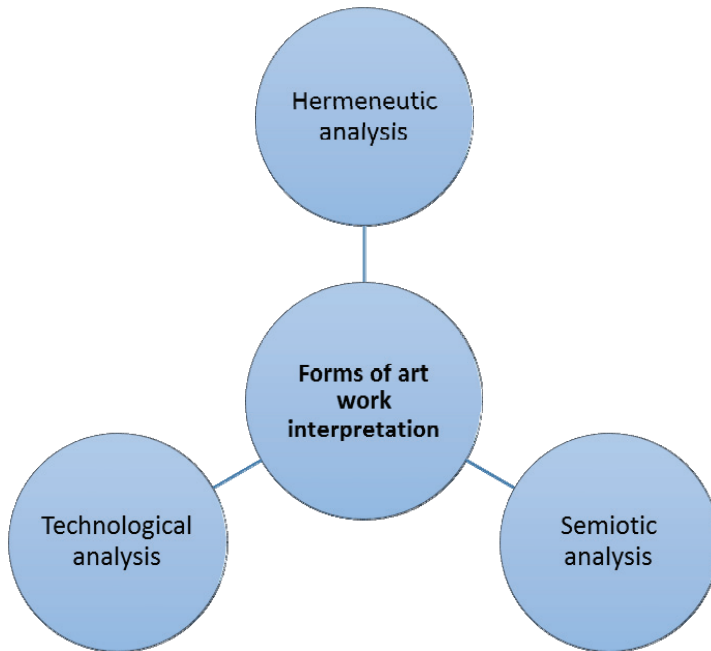 Hermeneutic
analysis
Forms of art
work
interpretation
Technological
analysis
Semiotic
analysis